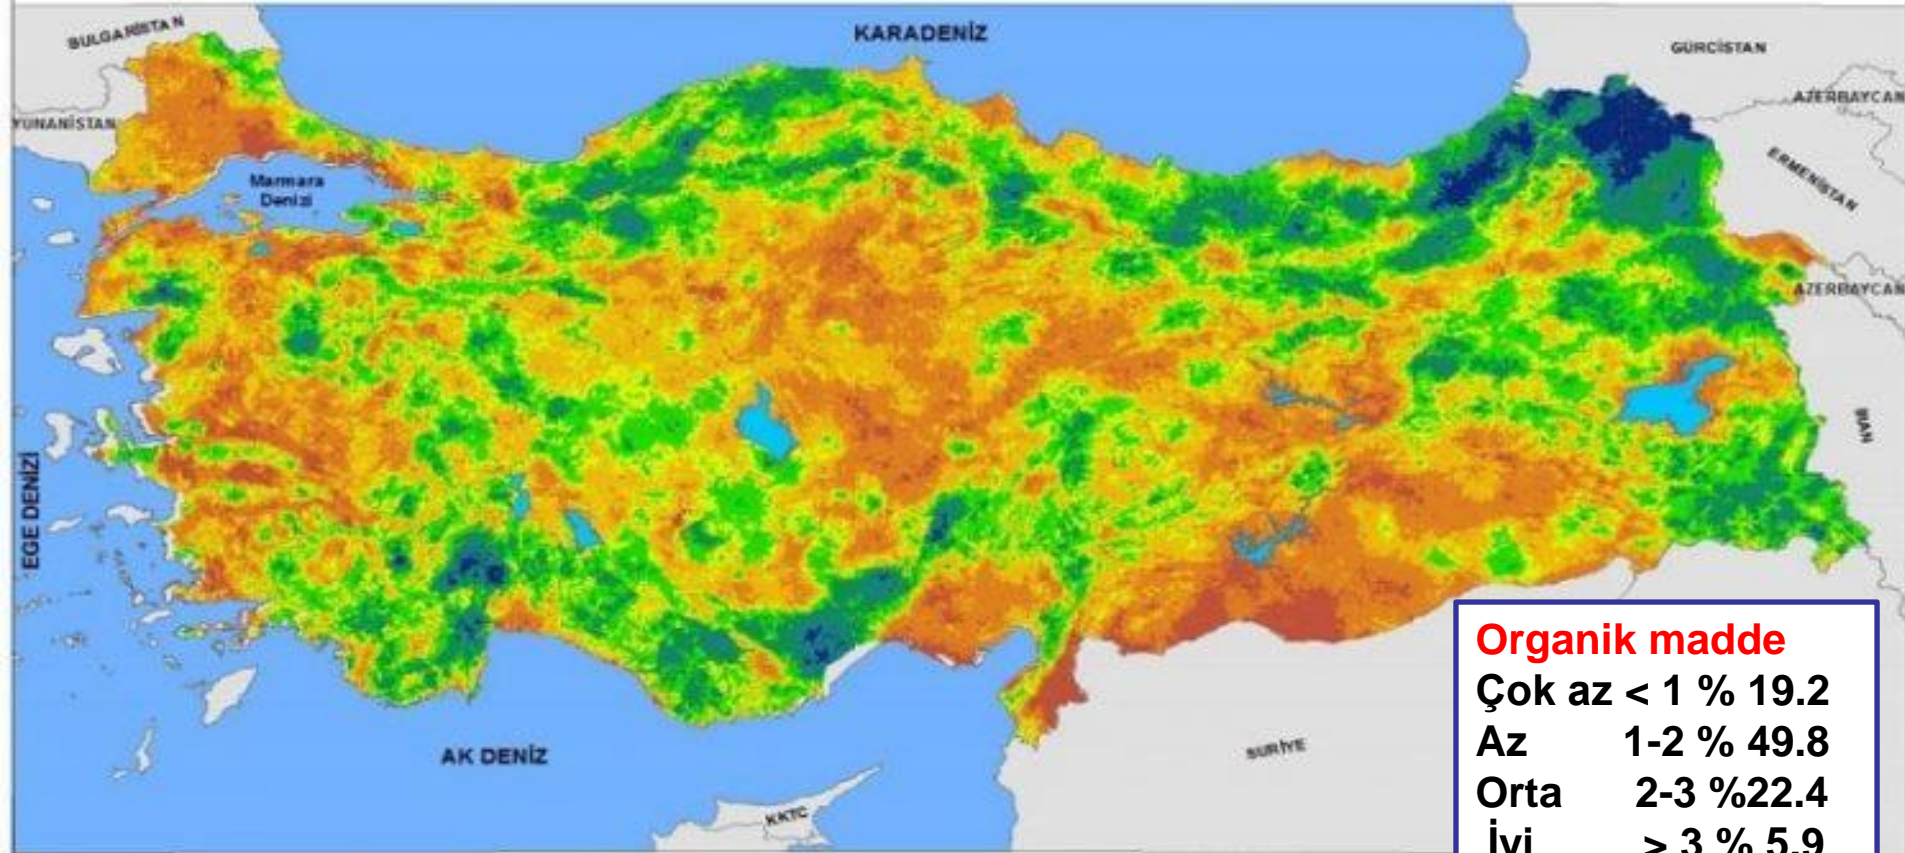 BULGARİSTAN
KARADENİZ
GÜRCİSTAN
AZERBAYCAN
YUNANİSTAN
ERMENİSTAN
Marmara
Denizi
AZERBAYCAN
İRAN
EGE DENİZİ
Organik madde
Çok az < 1 % 19.2
Az 1-2 % 49.8
Orta 2-3 %22.4
İyi > 3 % 5.9
AK DENİZ
SURİYE
KKTC